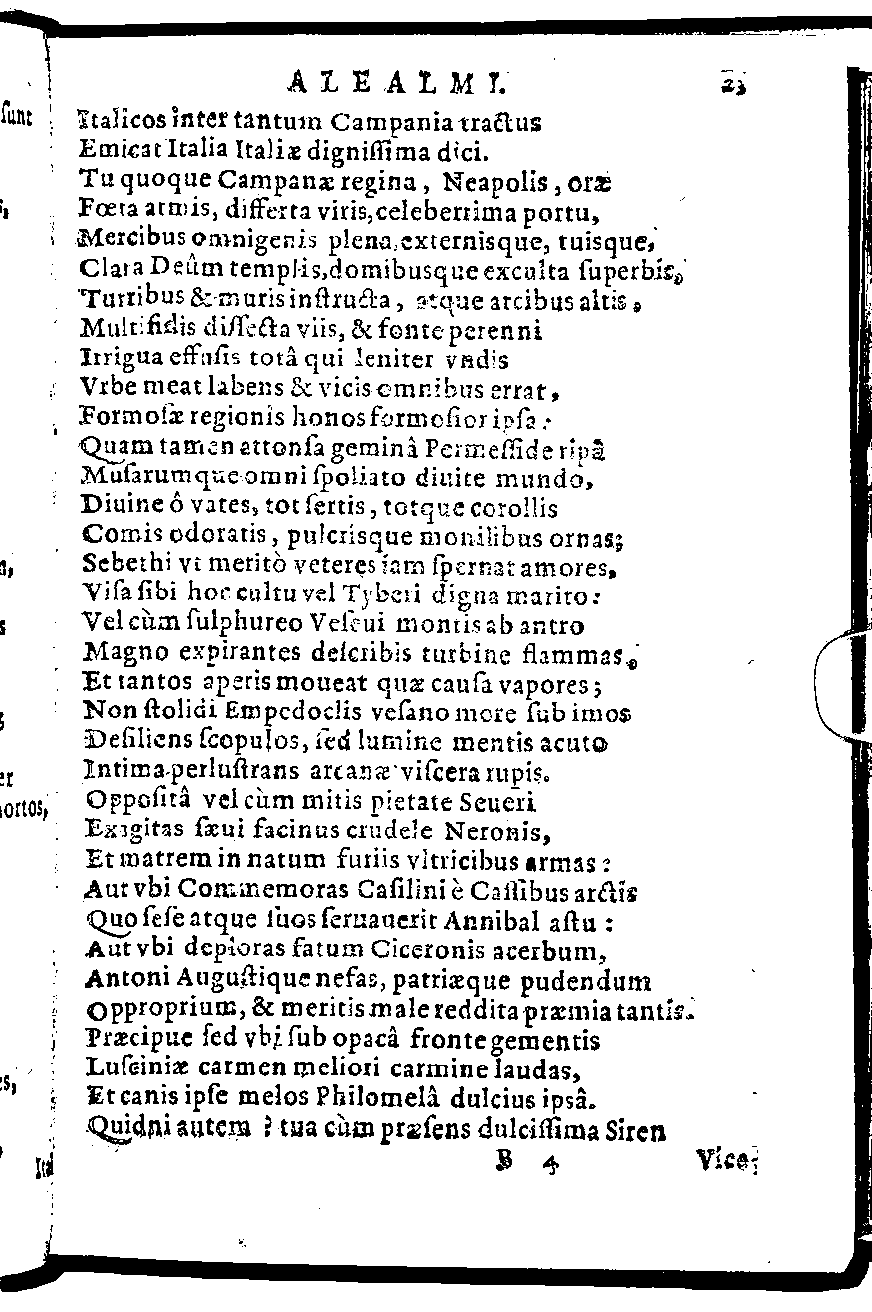 ALEALMI. 23
Italicos inter tantum Campania tractus
Emicat Italia Italiæ digniſſima dici.
Tu quoque Campanæ regina, Neapolis, oræ
Fœta armis, differta viris, celeberrima portu,
Mercibus omnigenis plena, externisque, tuisque,
Clara Deûm templis, domibusque exculta ſuperbis,
Turribus & muris inſtructa, atque arcibus altis,
Multifidis diſſecta viis, & fonte perenni
Irrigua effuſis totâ qui leniter vndis
Vrbe meat labens & vicis omnibus errat,
Formoſæ regionis honos formoſior ipſa:
Quam tamen attonſa geminâ Permeſſide ripâ
Muſarumque omni ſpoliato diuite mundo,
Diuine ô vates, tot ſertis, totque corollis
Comis odoratis, pulcrisque monilibus ornas;
Sebethi vt meritò veteres iam ſpernat amores,
Viſa ſibi hoc cultu vel Tyberi digna marito:
Vel cùm ſulphureo Veſeui montis ab antro
Magno expirantes deſcribis turbine flammas,
Et tantos aperis moueat quæ cauſa vapores;
Non ſtolidi Empedoclis veſano more ſub imos
Deſiliens ſcopulos, ſed lumine mentis acuto
Intima perluſtrans arcanæ viſcera rupis.
Oppoſitâ vel cùm mitis pietate Seueri
Exagitas ſæui facinus crudele Neronis,
Et matrem in natum furiis vltricibus armas:
Aut vbi Commemoras Caſilini è Caſſibus arctis
Quo ſeſe atque ſuos ſeruauerit Annibal aſtu:
Aut vbi deploras fatum Ciceronis acerbum,
Antoni Auguſtique nefas, patriæque pudendum
Opproprium, & meritis male reddita præmia tantis.
Præcipue ſed vbi ſub opacâ fronte gementis
Luſciniæ carmen meliori carmine laudas,
Et canis ipſe melos Philomelâ dulcius ipsâ.
Quidni autem? tua cùm præſens dulciſſima Siren
B 4 Vice-
ſunt
er
hortos,
es,
Ital